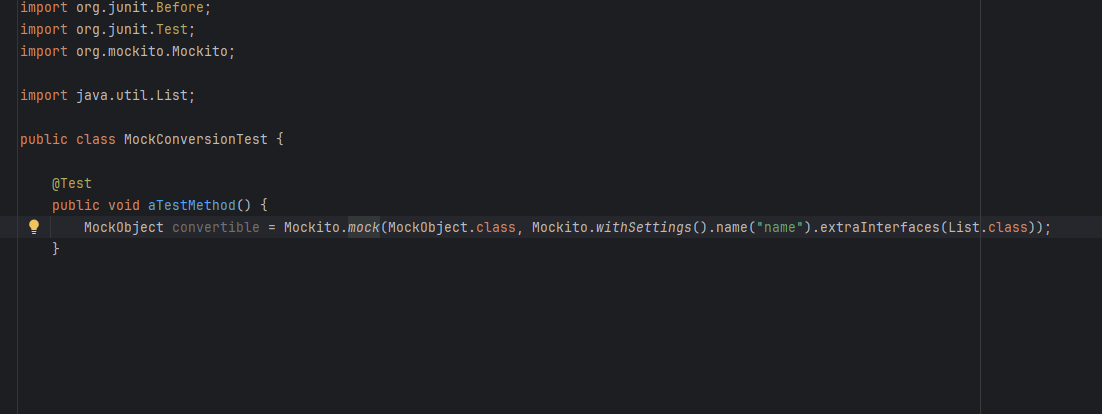 import org.junit.Before;
import org.junit.Test;
import org.mockito.Mockito;
import java.util.List;
public class MockConversionTest {
@Test
public void aTestMethod() {
MockObject convertible = Mockito.mock(MockObject.class, Mockito.withSettings().name("name").extraInterfaces(List.class));
}